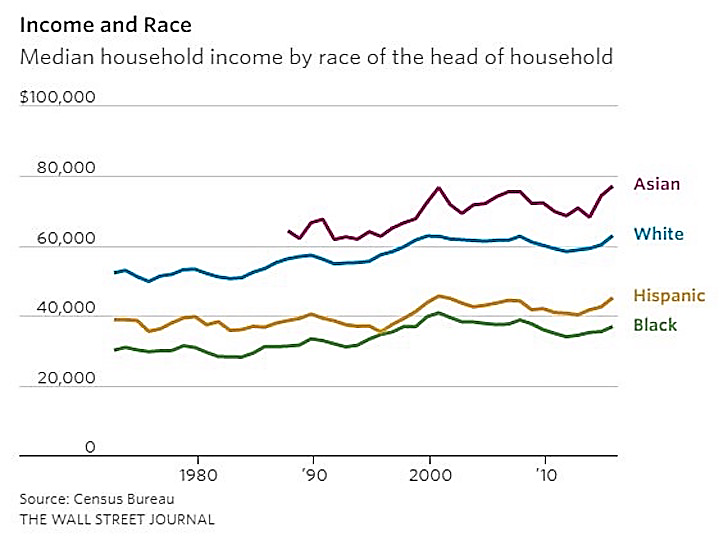 Income and Race
Median household income by race of the head of household
$100,000
80,000
Asian
60,000
White
40,000
Hispanic
Black
20,000
0
1980 '90 2000 '10
Source: Census Bureau
THE WALL STREET JOURNAL